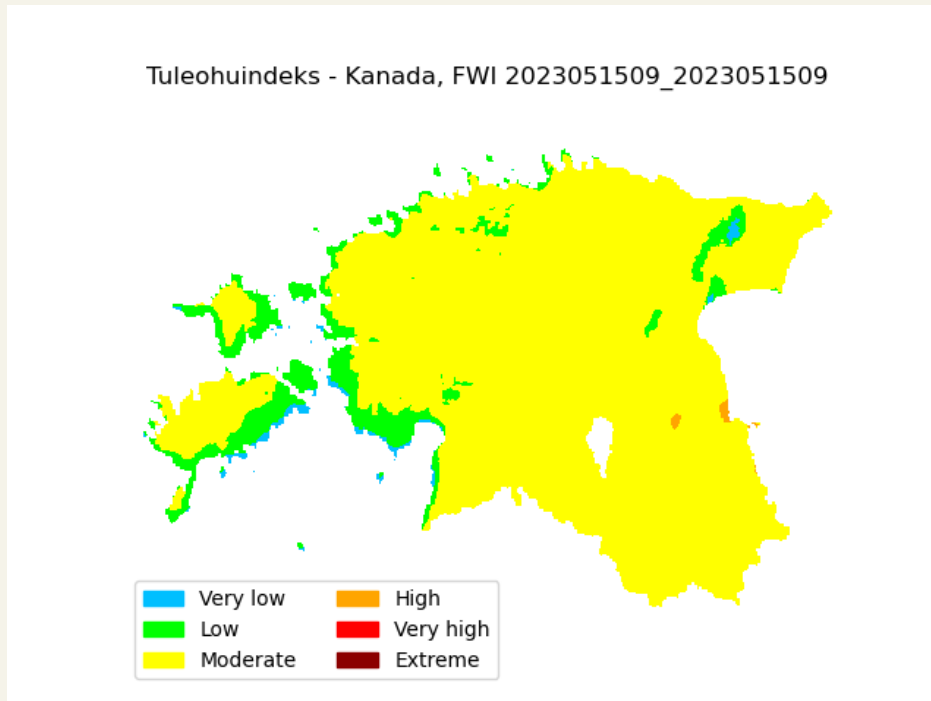 Tuleohuindeks - Kanada, FWI 2023051509_2023051509
Very low
Low
Moderate
High
Very high
Extreme